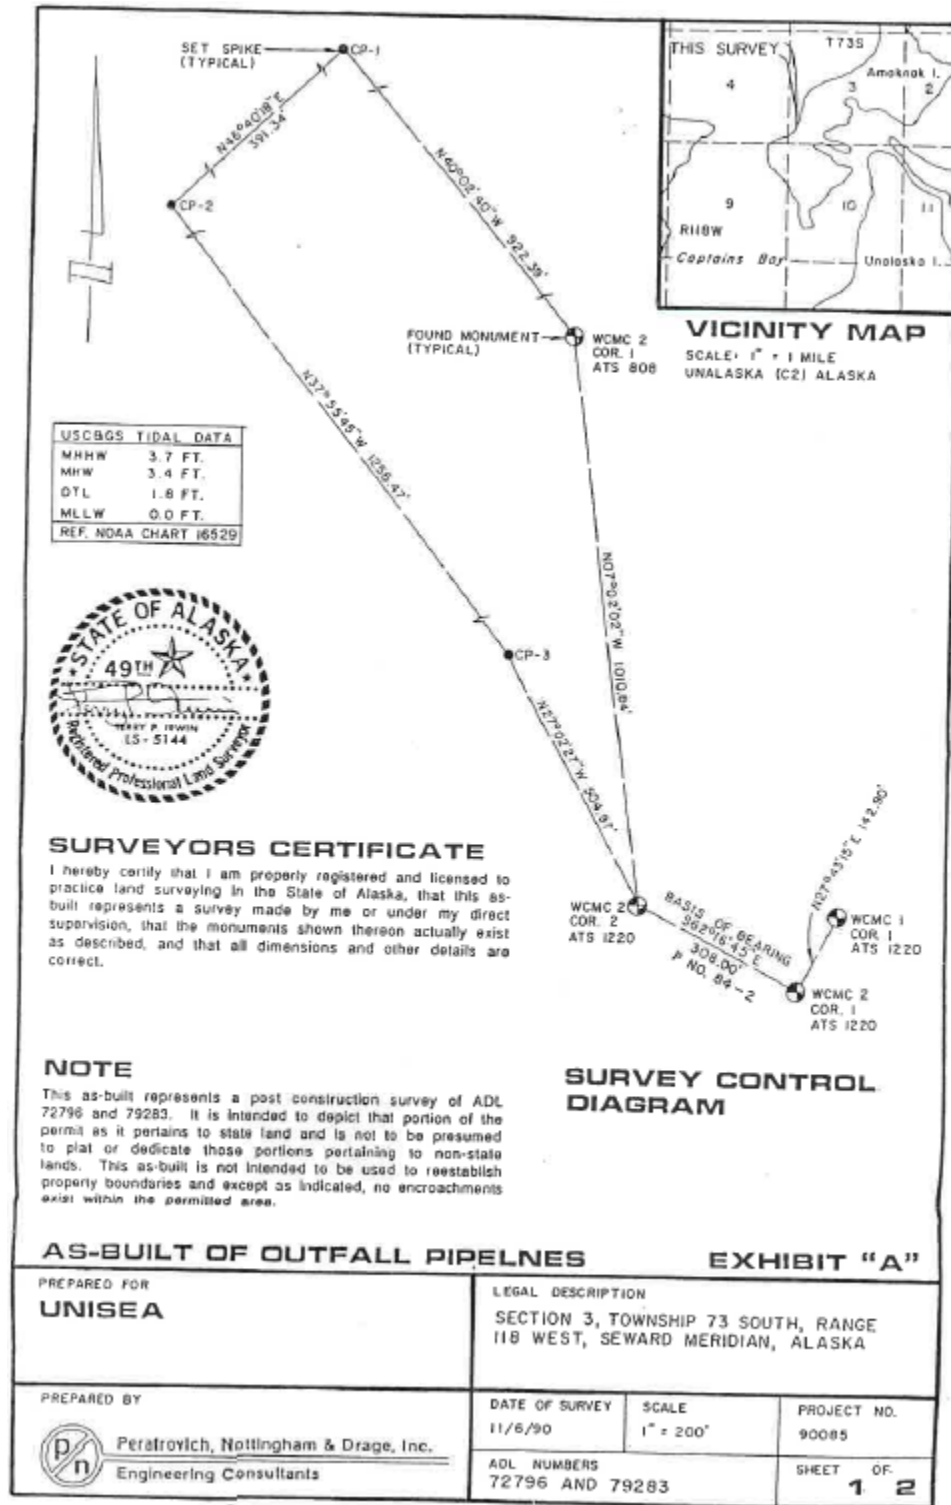 SET SPIKE
(TYPICAL)
CP-1
N46°40'18"E
391.34'
CP-2
N40°02'40"W 922.39'
THIS SURVEY
T73S
Amaknak I.
4
3
2
9
10
11
R118W
Captains Bay
Unalaska I.
VICINITY MAP
SCALE: 1" = 1 MILE
UNALASKA (C2) ALASKA
FOUND MONUMENT
(TYPICAL)
WCMC 2
COR. 1
ATS 808
N37°55'45"W 1256.47'
USC&GS TIDAL DATA
MHHW 3.7 FT.
MHW 3.4 FT.
DTL 1.8 FT.
MLLW 0.0 FT.
REF. NOAA CHART 16529
N07°02'02"W 1010.84'
STATE OF ALASKA
49TH
TERRY P. IRWIN
LS-5144
Registered Professional Land Surveyor
CP-3
N27°02'27"W 504.97'
SURVEYORS CERTIFICATE
I hereby certify that I am properly registered and licensed to
practice land surveying in the State of Alaska, that this as-
built represents a survey made by me or under my direct
supervision, that the monuments shown thereon actually exist
as described, and that all dimensions and other details are
correct.
WCMC 2
COR. 2
ATS 1220
BASIS OF BEARING
S62°16'45"E
308.00'
P NO. 84-2
N27°43'15"E 142.90'
WCMC 1
COR. 1
ATS 1220
WCMC 2
COR. 1
ATS 1220
NOTE
This as-built represents a post construction survey of ADL
72796 and 79283. It is intended to depict that portion of the
permit as it pertains to state land and is not to be presumed
to plat or dedicate those portions pertaining to non-state
lands. This as-built is not intended to be used to reestablish
property boundaries and except as indicated, no encroachments
exist within the permitted area.
SURVEY CONTROL
DIAGRAM
AS-BUILT OF OUTFALL PIPELNES
EXHIBIT "A"
PREPARED FOR
UNISEA
LEGAL DESCRIPTION
SECTION 3, TOWNSHIP 73 SOUTH, RANGE
118 WEST, SEWARD MERIDIAN, ALASKA
PREPARED BY
p n
Peratrovich, Nottingham & Drage, Inc.
Engineering Consultants
DATE OF SURVEY
11/6/90
SCALE
1" = 200'
PROJECT NO.
90085
ADL NUMBERS
72796 AND 79283
SHEET OF
1 2